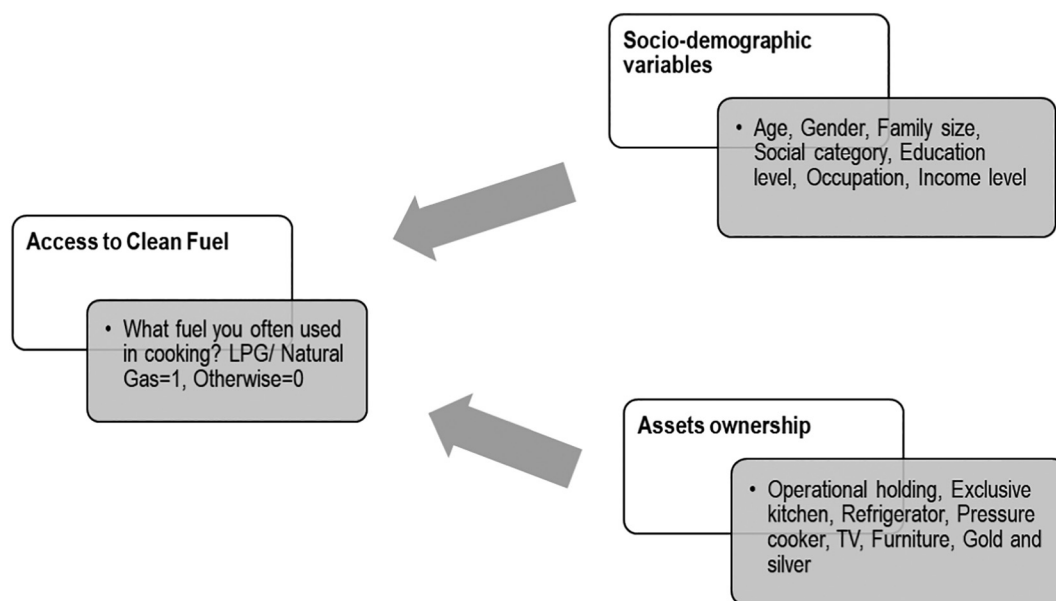 Socio-demographic
variables
• Age, Gender, Family size,
Social category, Education
level, Occupation, Income level
Access to Clean Fuel
• What fuel you often used
in cooking? LPG/ Natural
Gas=1, Otherwise=0
Assets ownership
• Operational holding, Exclusive
kitchen, Refrigerator, Pressure
cooker, TV, Furniture, Gold and
silver